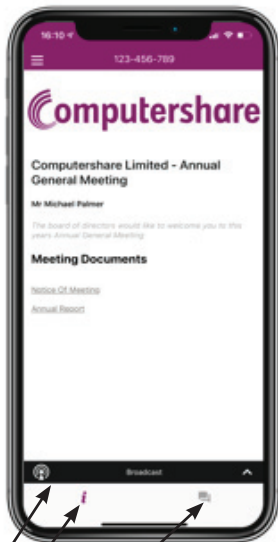 16:10
123-456-789
Computershare
Computershare Limited - Annual
General Meeting
Mr Michael Palmer
The board of directors would like to welcome you to this
years Annual General Meeting
Meeting Documents
Notice Of Meeting
Annual Report
Broadcast
i